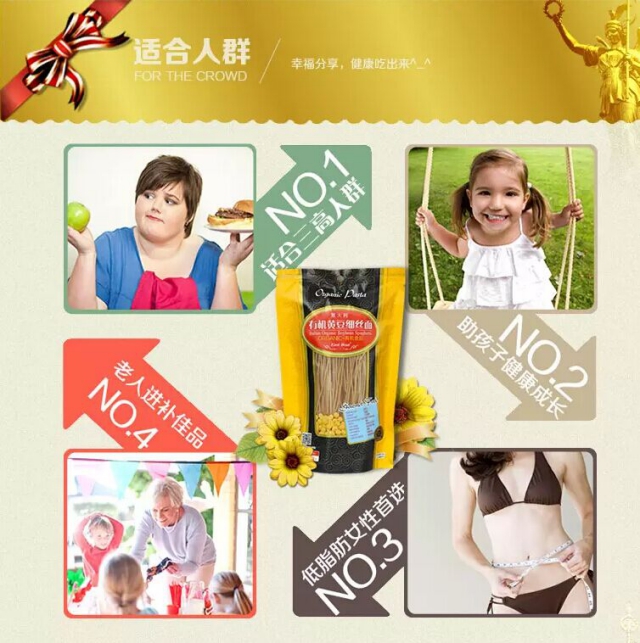 适合人群
FOR THE CROWD
幸福分享，健康吃出来^_^
NO.1
适合三高人群
NO.2
助孩子健康成长
Organic Pasta
有机黄豆细丝面
老人进补佳品
NO.4
低脂肪女性首选
NO.3